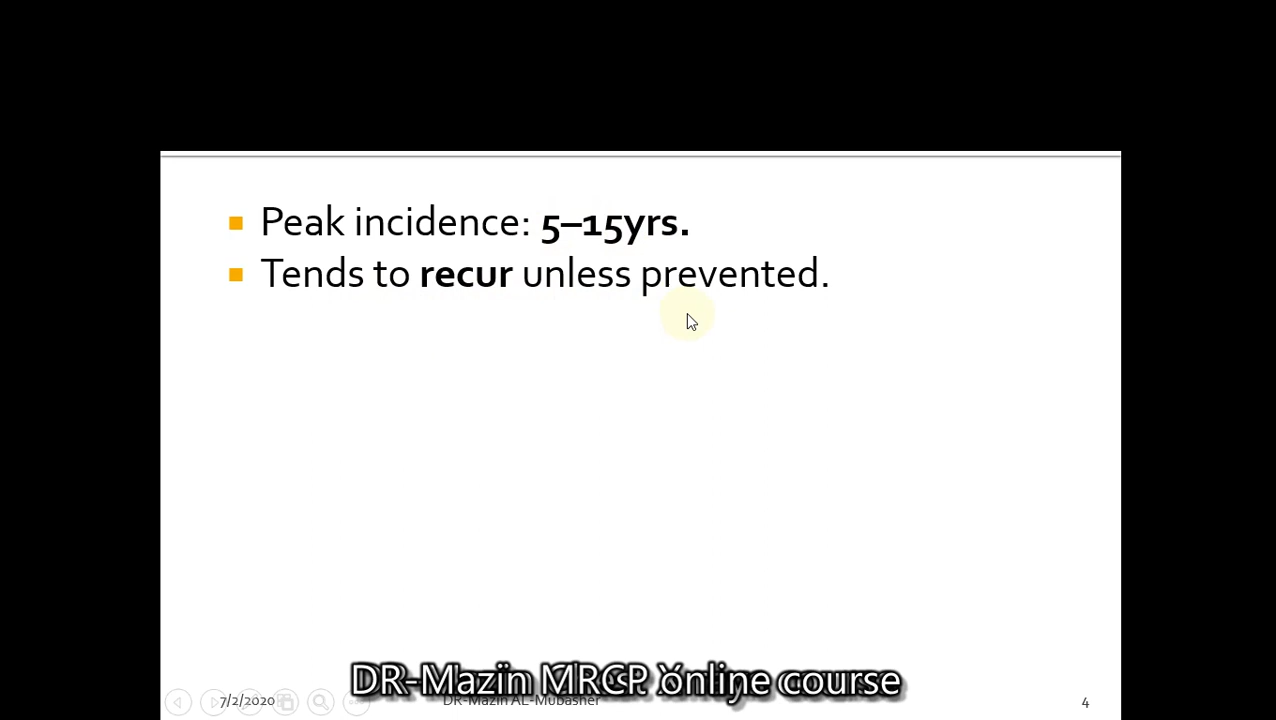 Peak incidence: 5–15yrs.
Tends to recur unless prevented.
DR-Mazin MRCP online course
7/2/2020
DR-Mazin AL-Mubasher
4